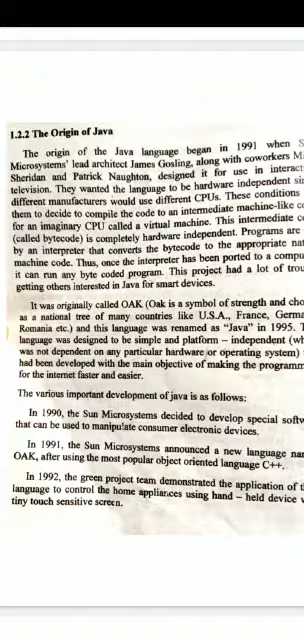 1.2.2 The Origin of Java
The origin of the Java language began in 1991 when S
Microsystems' lead architect James Gosling, along with coworkers Mi
Sheridan and Patrick Naughton, designed it for use in interact
television. They wanted the language to be hardware independent sin
different manufacturers would use different CPUs. These conditions
them to decide to compile the code to an intermediate machine-like co
for an imaginary CPU called a virtual machine. This intermediate c
(called bytecode) is completely hardware independent. Programs are
by an interpreter that converts the bytecode to the appropriate nat
machine code. Thus, once the interpreter has been ported to a compu
it can run any byte coded program. This project had a lot of trou
getting others interested in Java for smart devices.
It was originally called OAK (Oak is a symbol of strength and cho
as a national tree of many countries like U.S.A., France, Germa
Romania etc.) and this language was renamed as "Java" in 1995. T
language was designed to be simple and platform – independent (wh
was not dependent on any particular hardware or operating system)
had been developed with the main objective of making the programm
for the internet faster and easier.
The various important development of java is as follows:
In 1990, the Sun Microsystems decided to develop special softw
that can be used to manipulate consumer electronic devices.
In 1991, the Sun Microsystems announced a new language nam
OAK, after using the most popular object oriented language C++.
In 1992, the green project team demonstrated the application of t
language to control the home appliances using hand – held device w
tiny touch sensitive screen.